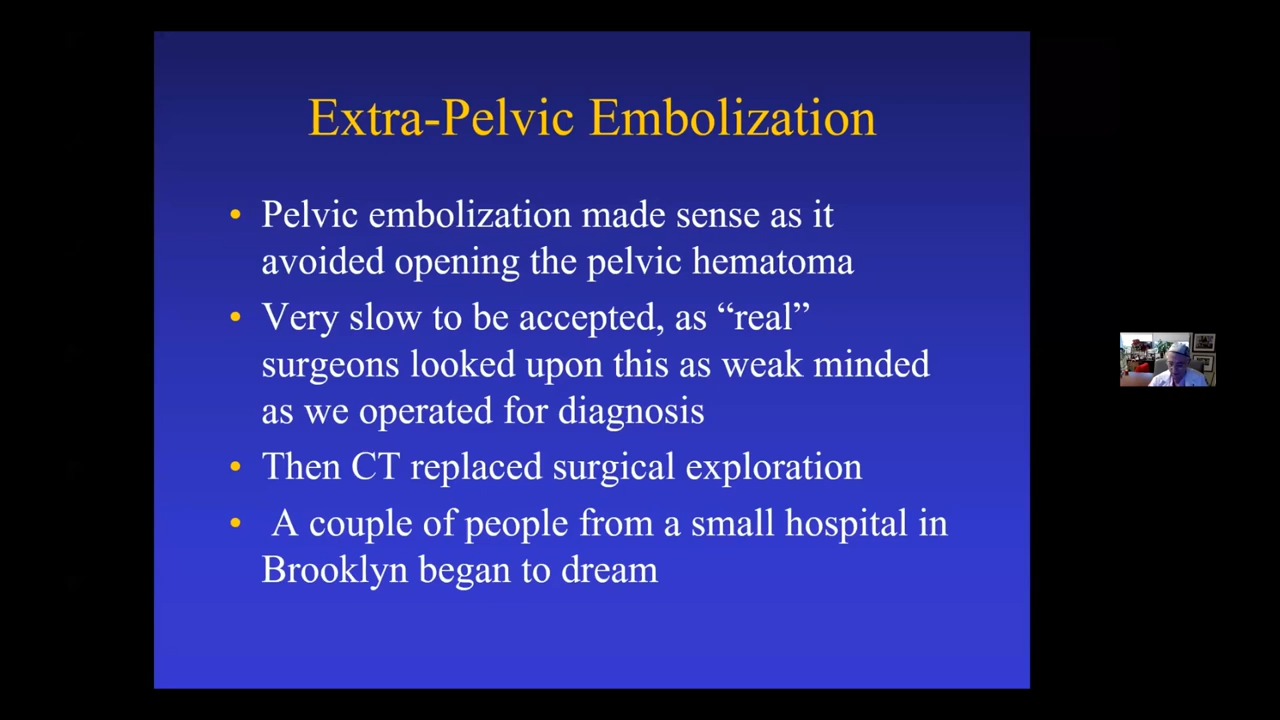 Extra-Pelvic Embolization
• Pelvic embolization made sense as it
avoided opening the pelvic hematoma
• Very slow to be accepted, as “real”
surgeons looked upon this as weak minded
as we operated for diagnosis
• Then CT replaced surgical exploration
• A couple of people from a small hospital in
Brooklyn began to dream